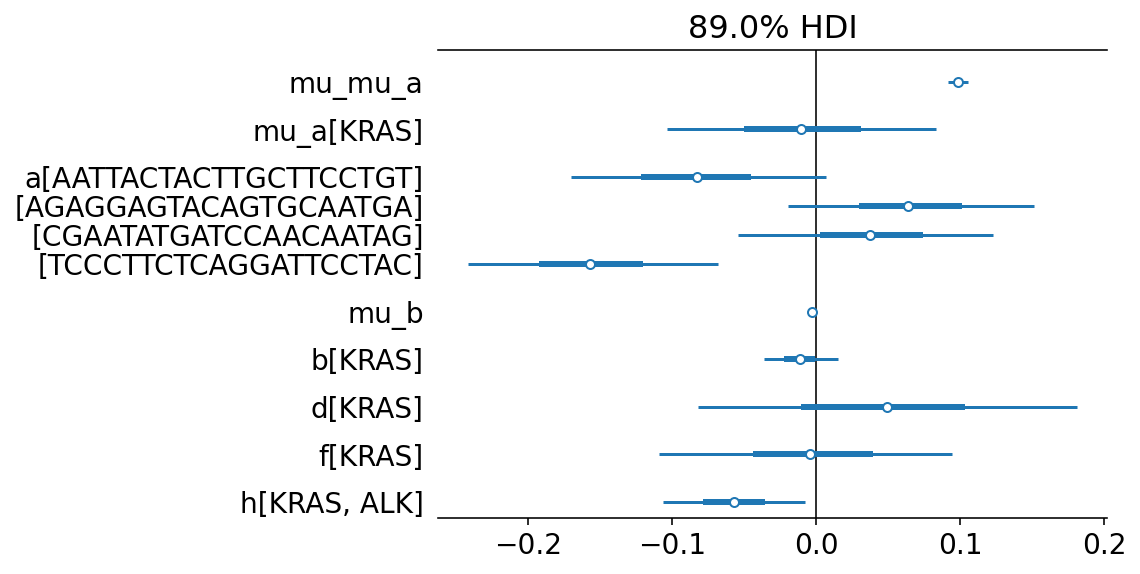 89.0% HDI
mu_mu_a
mu_a[KRAS]
a[AATTACTACTTGCTTCCTGT]
[AGAGGAGTACAGTGCAATGA]
[CGAATATGATCCAACAATAG]
[TCCCTTCTCAGGATTCCTAC]
mu_b
b[KRAS]
d[KRAS]
f[KRAS]
h[KRAS, ALK]
−0.2 −0.1 0.0 0.1 0.2